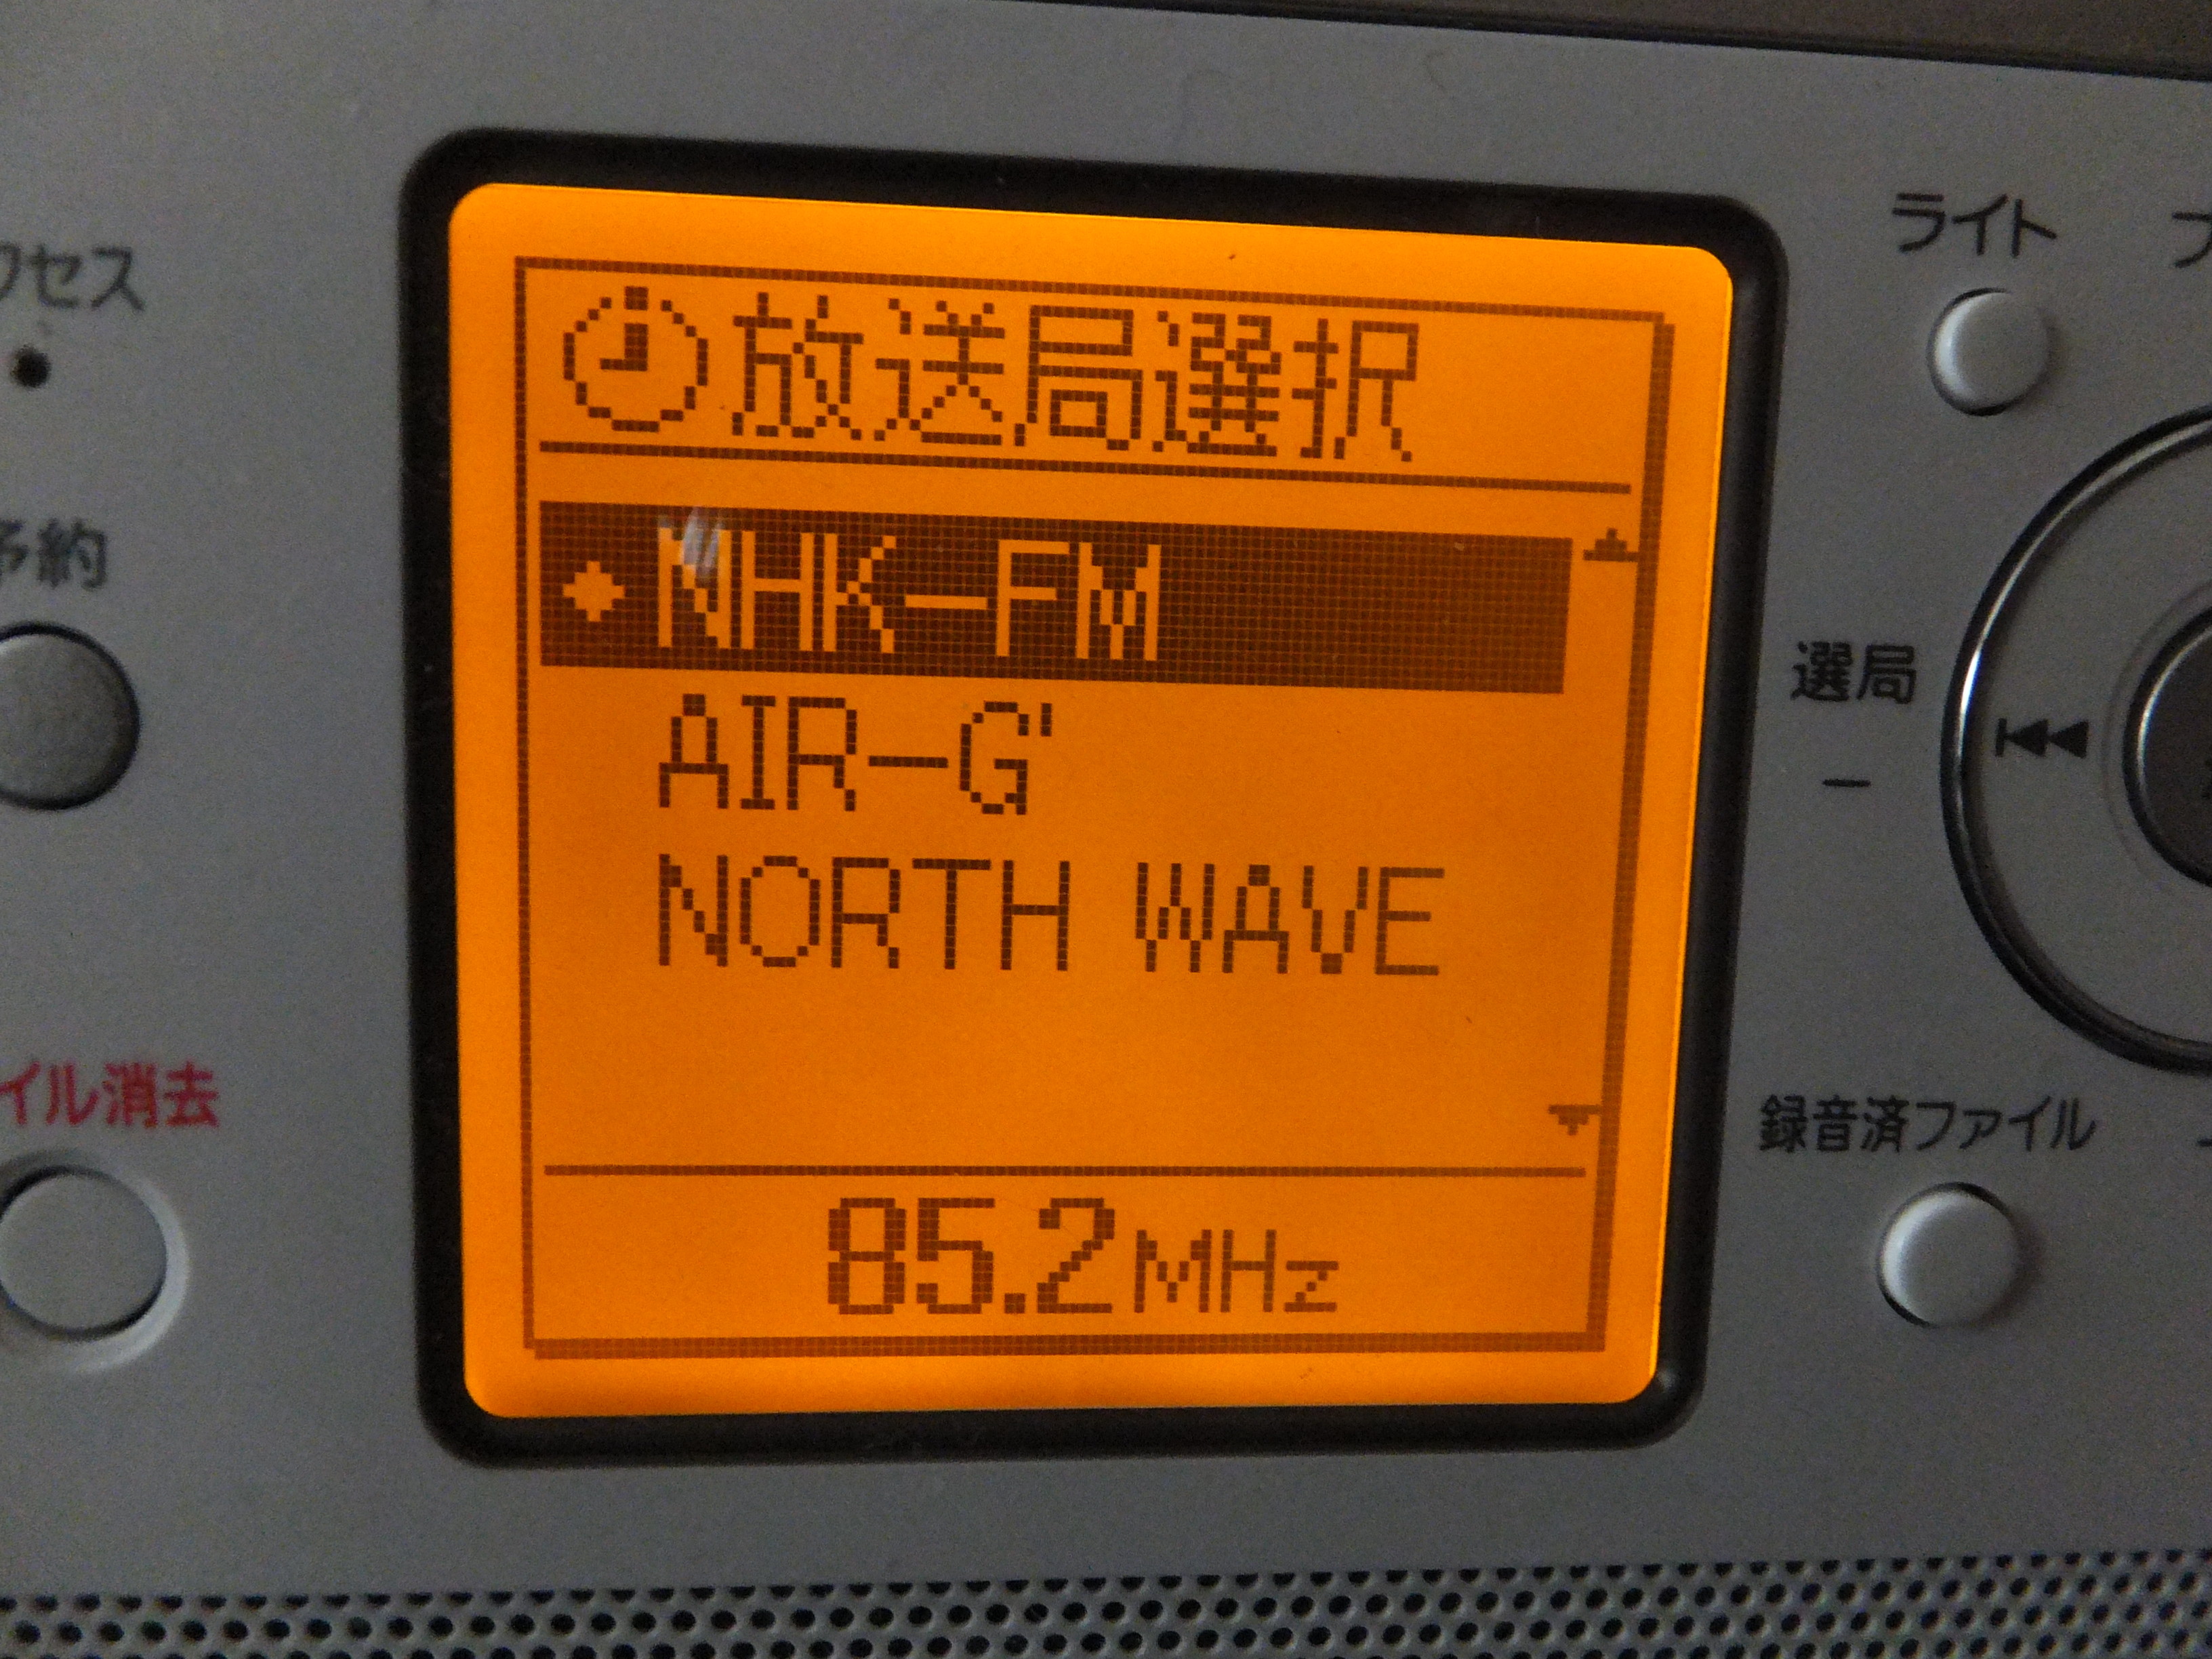 放送局選択
NHK-FM
AIR-G'
NORTH WAVE
85.2MHz
クセス
予約
イル消去
ライト
選局
−
録音済ファイル